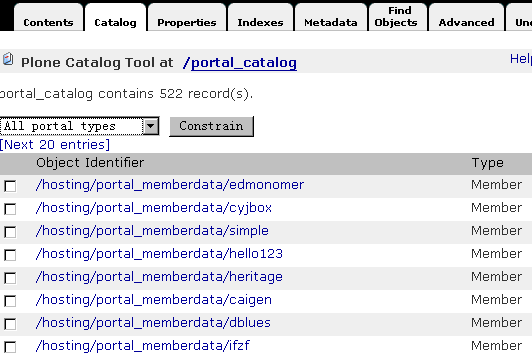 Contents Catalog Properties Indexes Metadata Find Objects Advanced
Plone Catalog Tool at /portal_catalog Help
portal_catalog contains 522 record(s).
All portal types Constrain
[Next 20 entries]
Object Identifier Type
/hosting/portal_memberdata/edmonomer Member
/hosting/portal_memberdata/cyjbox Member
/hosting/portal_memberdata/simple Member
/hosting/portal_memberdata/hello123 Member
/hosting/portal_memberdata/heritage Member
/hosting/portal_memberdata/caigen Member
/hosting/portal_memberdata/dblues Member
/hosting/portal_memberdata/ifzf Member